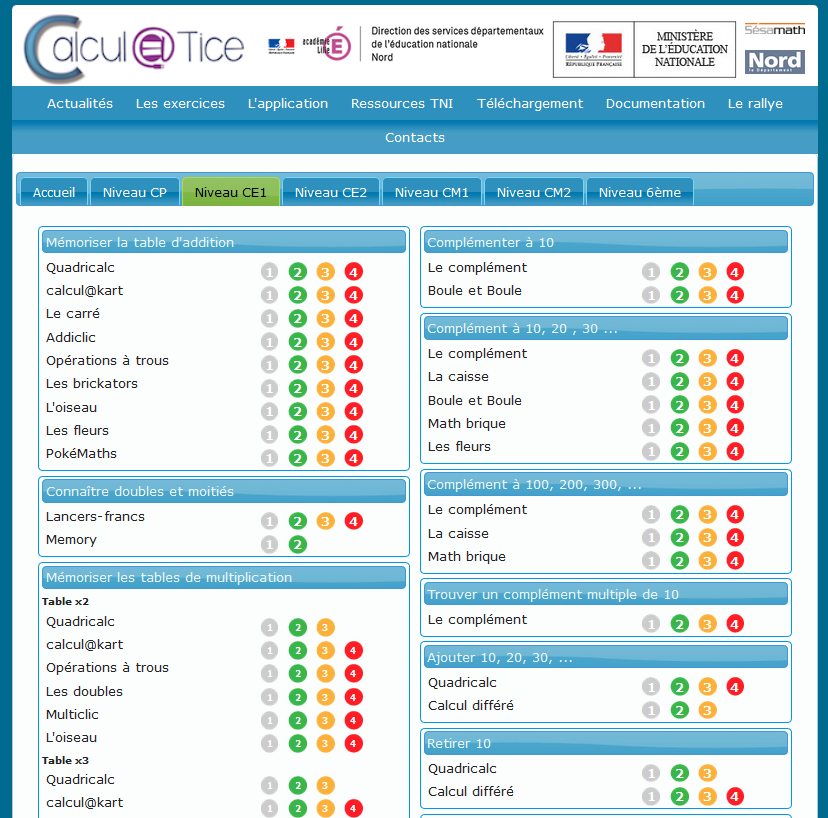 Calcul@Tice
académie Lille
Direction des services départementaux
de l'éducation nationale
Nord
Liberté • Égalité • Fraternité
RÉPUBLIQUE FRANÇAISE
MINISTÈRE
DE L'ÉDUCATION
NATIONALE
Sésamath
Nord
le Département
Actualités Les exercices L'application Ressources TNI Téléchargement Documentation Le rallye
Contacts
Accueil Niveau CP Niveau CE1 Niveau CE2 Niveau CM1 Niveau CM2 Niveau 6ème
Mémoriser la table d'addition
Quadricalc 1 2 3 4
calcul@kart 1 2 3 4
Le carré 1 2 3 4
Addiclic 1 2 3 4
Opérations à trous 1 2 3 4
Les brickators 1 2 3 4
L'oiseau 1 2 3 4
Les fleurs 1 2 3 4
PokéMaths 1 2 3 4
Connaître doubles et moitiés
Lancers-francs 1 2 3 4
Memory 1 2
Mémoriser les tables de multiplication
Table x2
Quadricalc 1 2 3
calcul@kart 1 2 3 4
Opérations à trous 1 2 3 4
Les doubles 1 2 3 4
Multiclic 1 2 3 4
L'oiseau 1 2 3 4
Table x3
Quadricalc 1 2 3
calcul@kart 1 2 3 4
Complémenter à 10
Le complément 1 2 3 4
Boule et Boule 1 2 3 4
Complément à 10, 20 , 30 ...
Le complément 1 2 3 4
La caisse 1 2 3 4
Boule et Boule 1 2 3 4
Math brique 1 2 3 4
Les fleurs 1 2 3 4
Complément à 100, 200, 300, ...
Le complément 1 2 3 4
La caisse 1 2 3 4
Math brique 1 2 3 4
Trouver un complément multiple de 10
Le complément 1 2 3 4
Ajouter 10, 20, 30, ...
Quadricalc 1 2 3 4
Calcul différé 1 2 3
Retirer 10
Quadricalc 1 2 3
Calcul différé 1 2 3 4